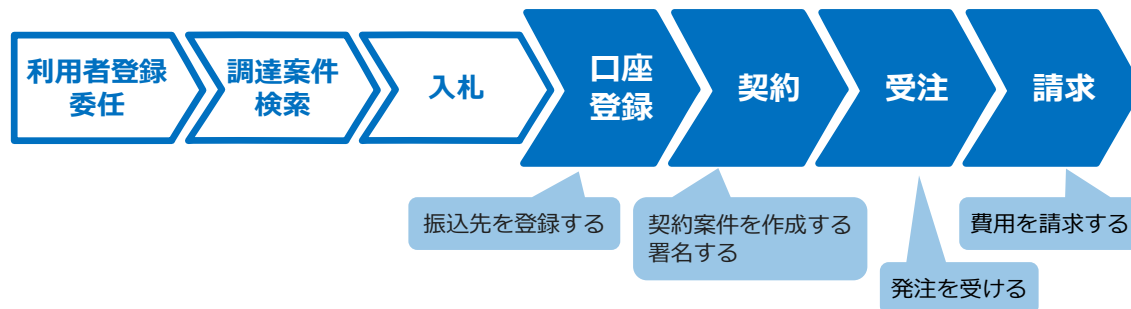 利用者登録
委任
調達案件
検索
入札
口座
登録
契約
受注
請求
振込先を登録する
契約案件を作成する
署名する
発注を受ける
費用を請求する